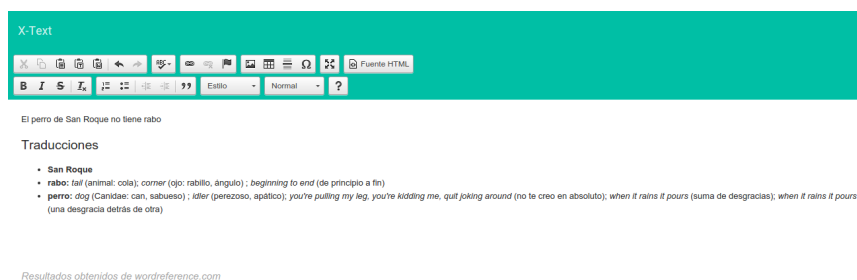 X-Text
ABC
Ω
Fuente HTML
B I S Ix
Estilo
Normal
?
El perro de San Roque no tiene rabo
Traducciones
• San Roque
• rabo: tail (animal: cola); corner (ojo: rabillo, ángulo) ; beginning to end (de principio a fin)
• perro: dog (Canidae: can, sabueso) ; idler (perezoso, apático); you're pulling my leg, you're kidding me, quit joking around (no te creo en absoluto); when it rains it pours (suma de desgracias); when it rains it pours
(una desgracia detrás de otra)
Resultados obtenidos de wordreference.com